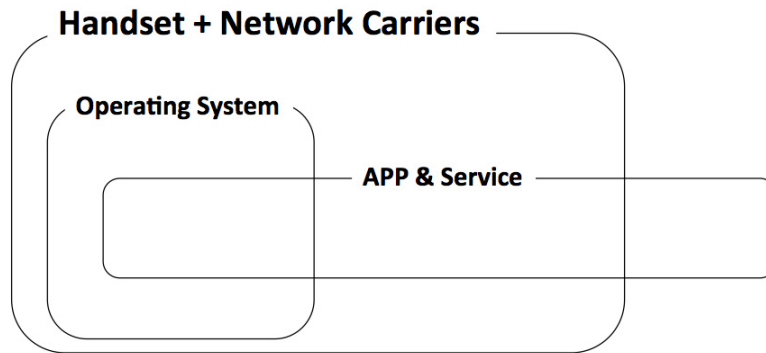 Handset + Network Carriers
Operating System
APP & Service